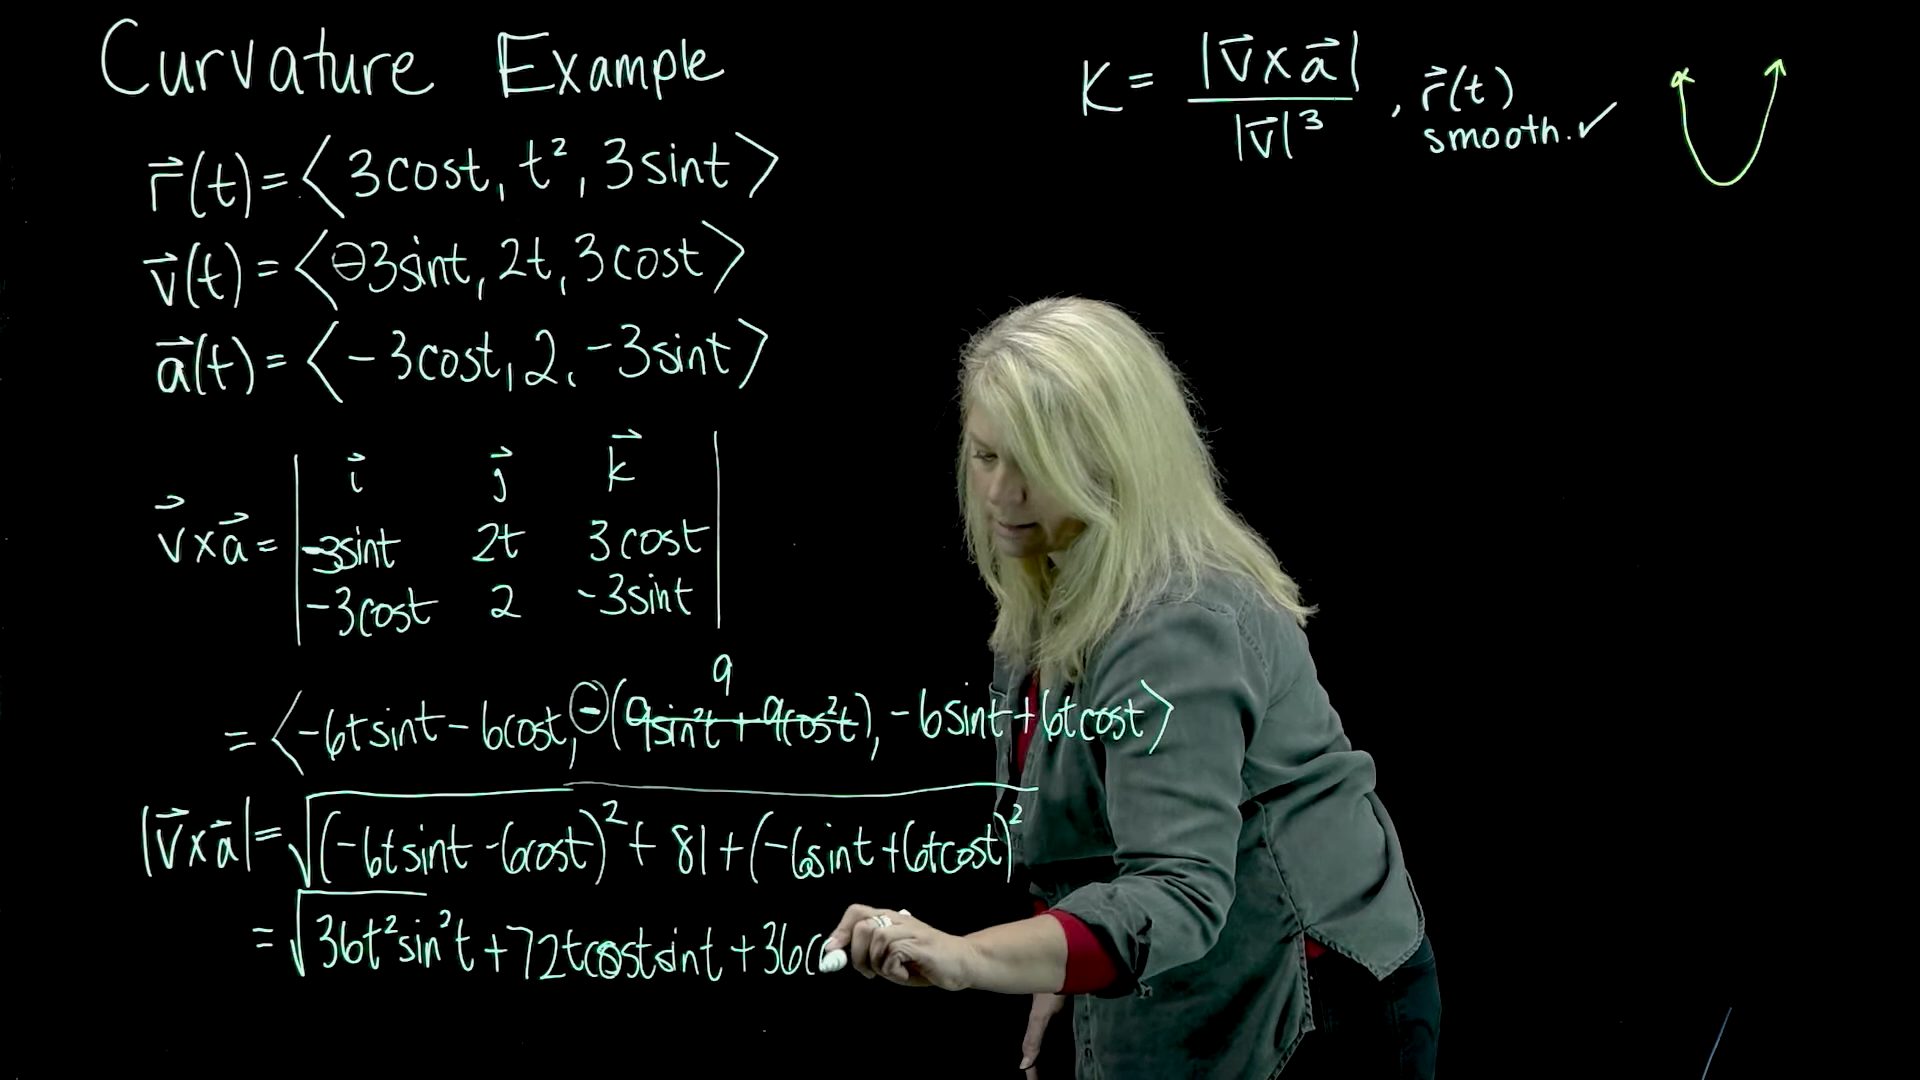 Curvature Example
K = |v⃗ x a⃗| / |v⃗|³ , r⃗(t) smooth. ✓
r⃗(t) = ⟨3cost, t², 3sint⟩
v⃗(t) = ⟨-3sint, 2t, 3cost⟩
a⃗(t) = ⟨-3cost, 2, -3sint⟩
i⃗ j⃗ k⃗
v⃗ x a⃗ = | -3sint 2t 3cost |
-3cost 2 -3sint
9
= ⟨-6tsint - 6cost, -(9sin²t + 9cos²t), -6sint + 6tcost⟩
|v⃗ x a⃗| = √((-6tsint - 6cost)² + 81 + (-6sint + 6tcost)²)
= √36t²sin²t + 72tcostsint + 36c